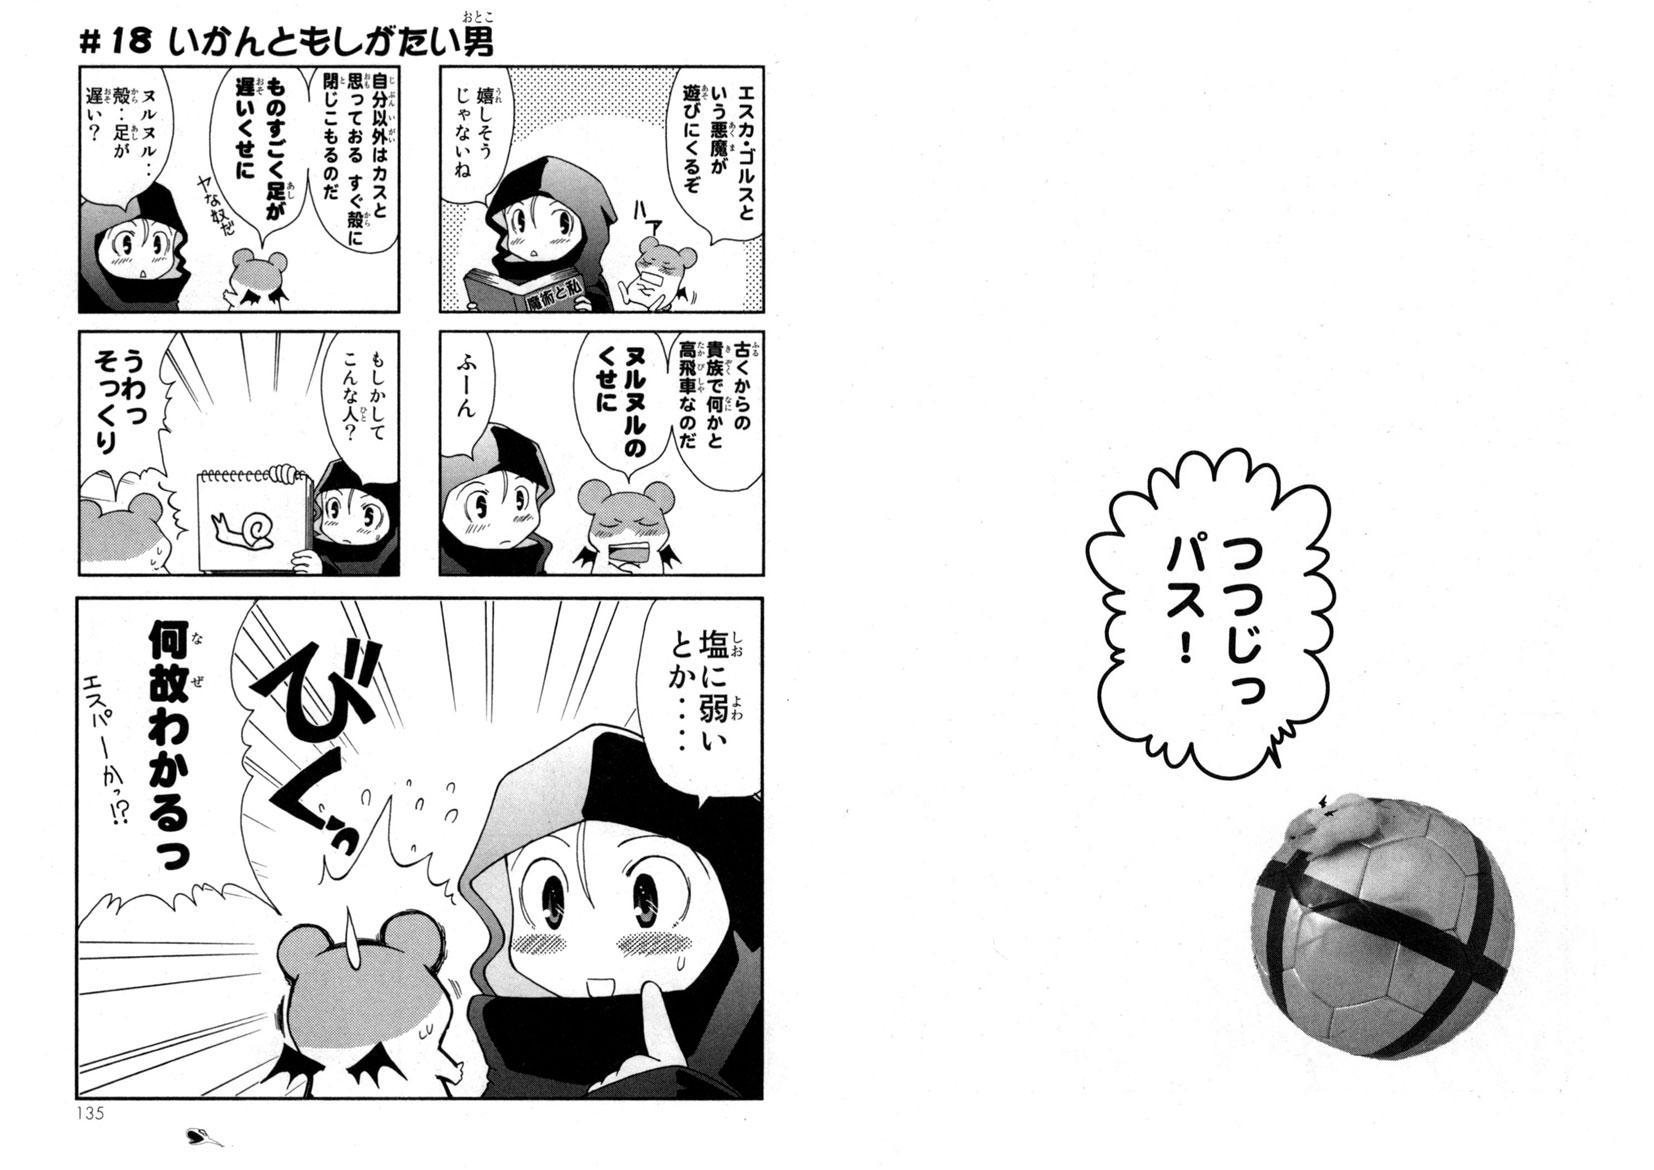 つつじっ
パス!
#18 いかんともしがたい男
エスカ・ゴルスと
いう悪魔が
遊びにくるぞ
嬉しそう
じゃないね
ハァ
魔術と私
古くからの
貴族で何かと
高飛車なのだ
ヌルヌルの
くせに
ふーん
自分以外はカスと
思っておる すぐ殻に
閉じこもるのだ
ものすごく足が
遅いくせに
ヤな奴だ
ヌルヌル‥
殻‥足が
遅い?
もしかして
こんな人?
うわっ
そっくり
塩に弱い
とか‥‥
びくぅ
何故わかるっ
エスパーかっ!?
135